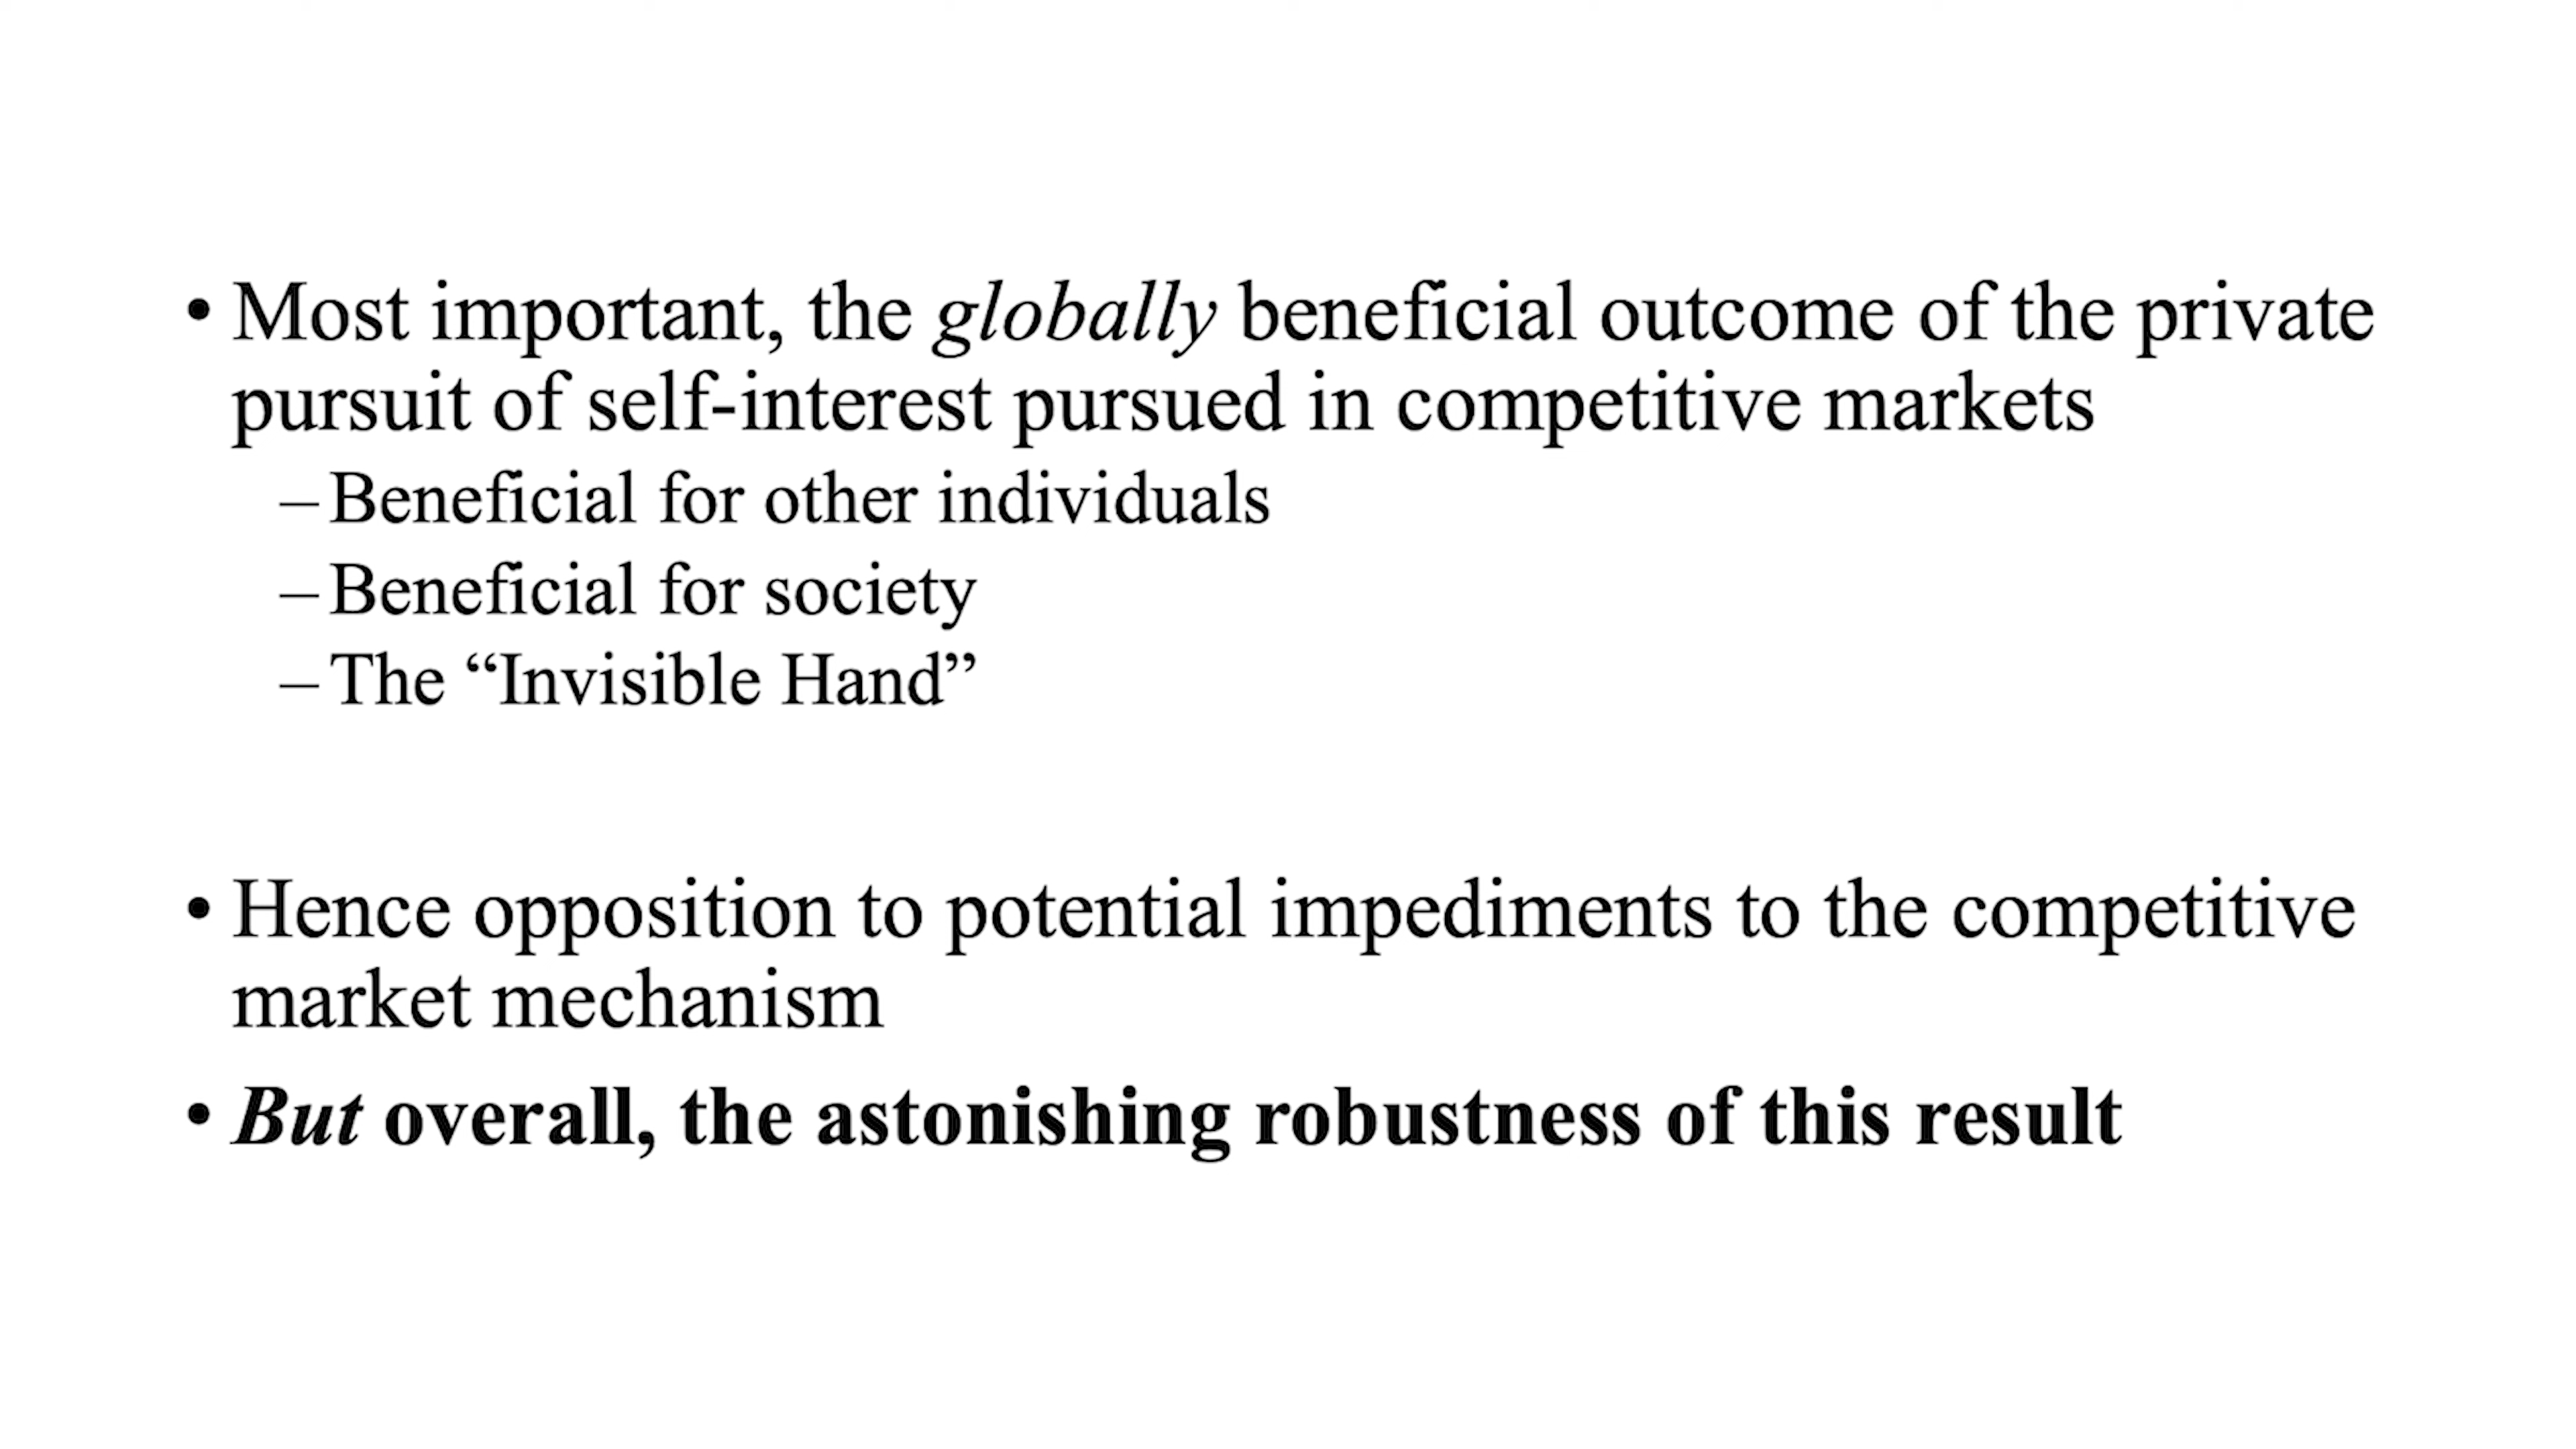 • Most important, the globally beneficial outcome of the private
pursuit of self-interest pursued in competitive markets
– Beneficial for other individuals
– Beneficial for society
– The “Invisible Hand”
• Hence opposition to potential impediments to the competitive
market mechanism
• But overall, the astonishing robustness of this result